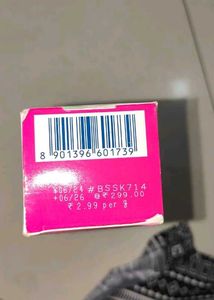 8 901396 601739
$06/24 #BSSK714
+06/26 @₹299.00
₹2.99 per g